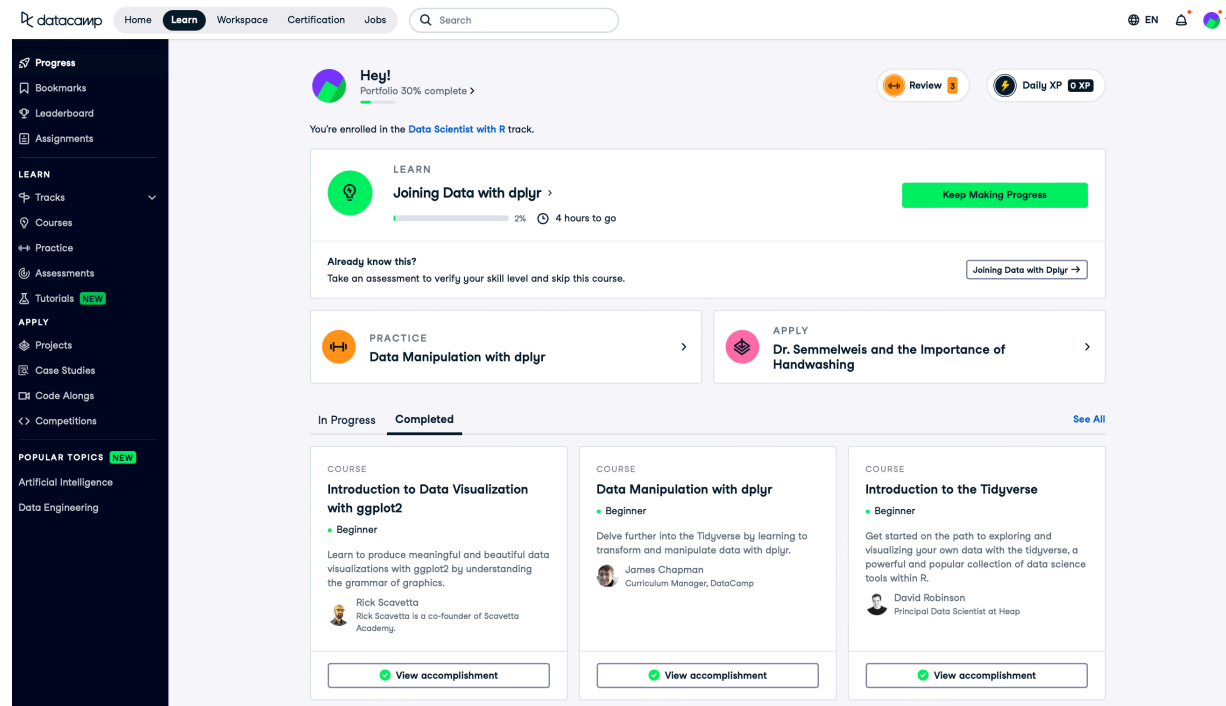 datacamp
Home Learn Workspace Certification Jobs
Search
EN
Progress
Bookmarks
Leaderboard
Assignments
LEARN
Tracks
Courses
Practice
Assessments
Tutorials NEW
APPLY
Projects
Case Studies
Code Alongs
Competitions
POPULAR TOPICS NEW
Artificial Intelligence
Data Engineering
Hey!
Portfolio 30% complete >
Review 3
Daily XP 0 XP
You're enrolled in the Data Scientist with R track.
LEARN
Joining Data with dplyr >
2% 4 hours to go
Keep Making Progress
Already know this?
Take an assessment to verify your skill level and skip this course.
Joining Data with Dplyr →
PRACTICE
Data Manipulation with dplyr
APPLY
Dr. Semmelweis and the Importance of
Handwashing
In Progress Completed
See All
COURSE
Introduction to Data Visualization
with ggplot2
Beginner
Learn to produce meaningful and beautiful data
visualizations with ggplot2 by understanding
the grammar of graphics.
Rick Scavetta
Rick Scavetta is a co-founder of Scavetta
Academy.
View accomplishment
COURSE
Data Manipulation with dplyr
Beginner
Delve further into the Tidyverse by learning to
transform and manipulate data with dplyr.
James Chapman
Curriculum Manager, DataCamp
View accomplishment
COURSE
Introduction to the Tidyverse
Beginner
Get started on the path to exploring and
visualizing your own data with the tidyverse, a
powerful and popular collection of data science
tools within R.
David Robinson
Principal Data Scientist at Heap
View accomplishment